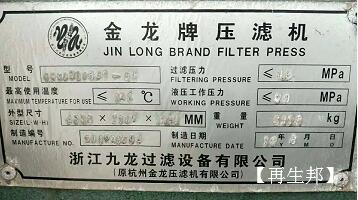 金龙牌压滤机
JIN LONG BRAND FILTER PRESS
型号
MODEL
过滤压力
FILTERING PRESSURE ≤ MPa
最高使用温度
MAXIMUM TEMPERATURE FOR USE ≤ ℃
液压工作压力
WORKING PRESSURE ≤ MPa
外型尺寸
SIZE(L·W·H) × × MM
重量
WEIGHT kg
制造编号
MANUFACTURE NO.
制造日期
MANUFACTURE DATE 年 月 日
浙江九龙过滤设备有限公司
(原杭州金龙压滤机有限公司)
【再生邦】